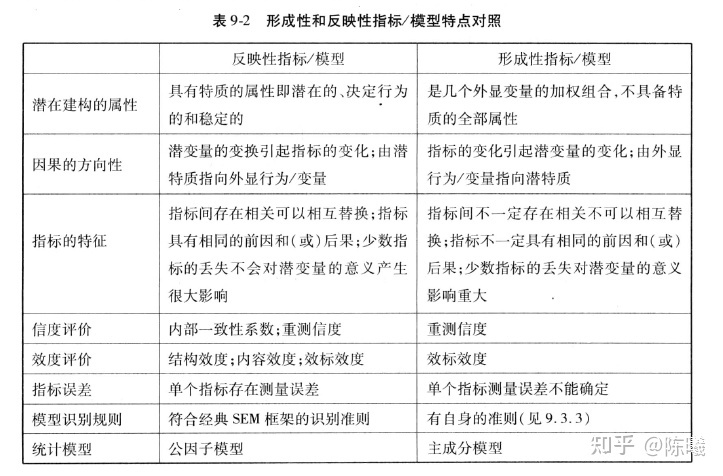 表 9-2 形成性和反映性指标/模型特点对照
反映性指标/模型 形成性指标/模型
潜在建构的属性
具有特质的属性即潜在的、决定行为
的和稳定的
是几个外显变量的加权组合,不具备特
质的全部属性
因果的方向性
潜变量的变换引起指标的变化;由潜
特质指向外显行为/变量
指标的变化引起潜变量的变化;由外显
行为/变量指向潜特质
指标的特征
指标间存在相关可以相互替换;指标
具有相同的前因和(或)后果;少数指
标的丢失不会对潜变量的意义产生
很大影响
指标间不一定存在相关不可以相互替
换;指标不一定具有相同的前因和(或)
后果;少数指标的丢失对潜变量的意义
影响重大
信度评价 内部一致性系数;重测信度 重测信度
效度评价 结构效度;内容效度;效标效度 效标效度
指标误差 单个指标存在测量误差 单个指标测量误差不能确定
模型识别规则 符合经典 SEM 框架的识别准则 有自身的准则(见 9.3.3)
统计模型 公因子模型 主成分模型
知乎 @陈曦